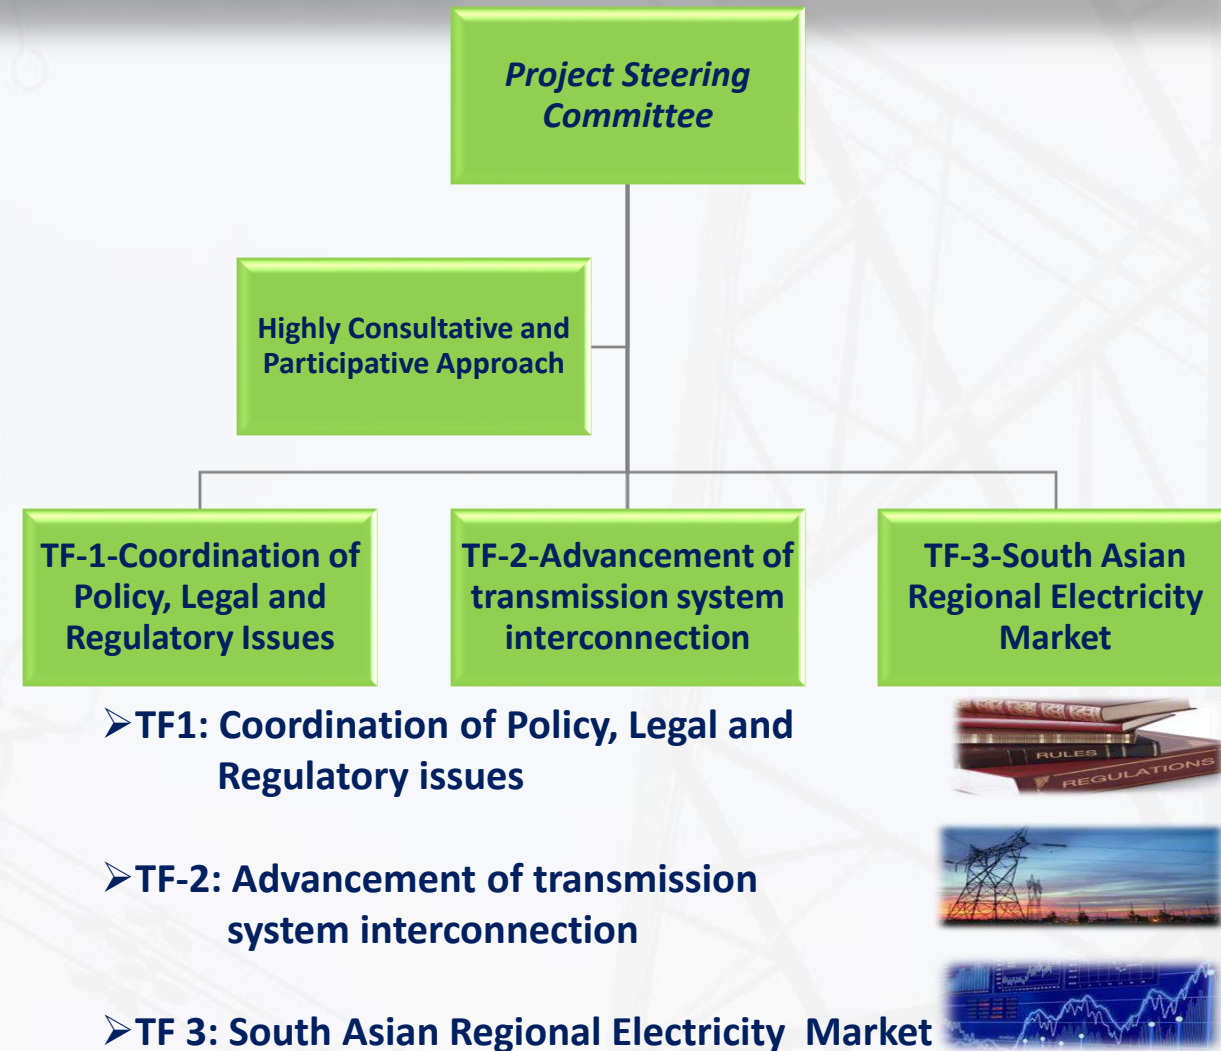 Project Steering
Committee
Highly Consultative and
Participative Approach
TF-1-Coordination of
Policy, Legal and
Regulatory Issues
TF-2-Advancement of
transmission system
interconnection
TF-3-South Asian
Regional Electricity
Market
➢TF1: Coordination of Policy, Legal and
Regulatory issues
RULES
REGULATIONS
➢TF-2: Advancement of transmission
system interconnection
➢TF 3: South Asian Regional Electricity Market